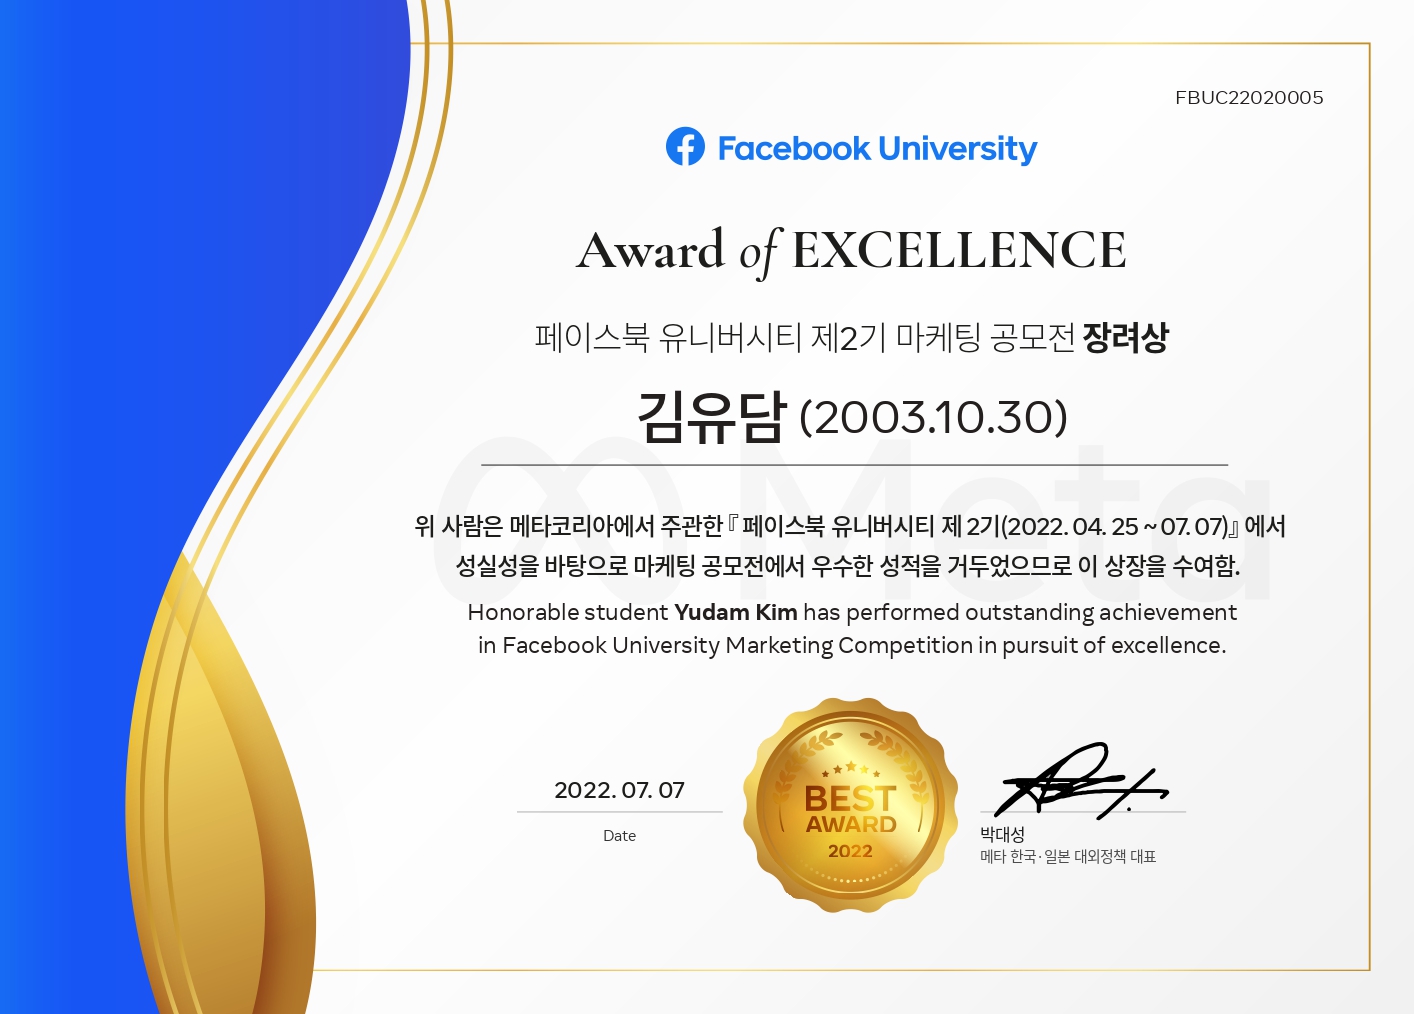 FBUC22020005
Facebook University
Award of EXCELLENCE
페이스북 유니버시티 제2기 마케팅 공모전 장려상
김유담 (2003.10.30)
Meta
위 사람은 메타코리아에서 주관한『페이스북 유니버시티 제 2기(2022. 04. 25 ~ 07. 07)』에서
성실성을 바탕으로 마케팅 공모전에서 우수한 성적을 거두었으므로 이 상장을 수여함.
Honorable student Yudam Kim has performed outstanding achievement
in Facebook University Marketing Competition in pursuit of excellence.
2022. 07. 07
Date
BEST
AWARD
2022
박대성
메타 한국·일본 대외정책 대표